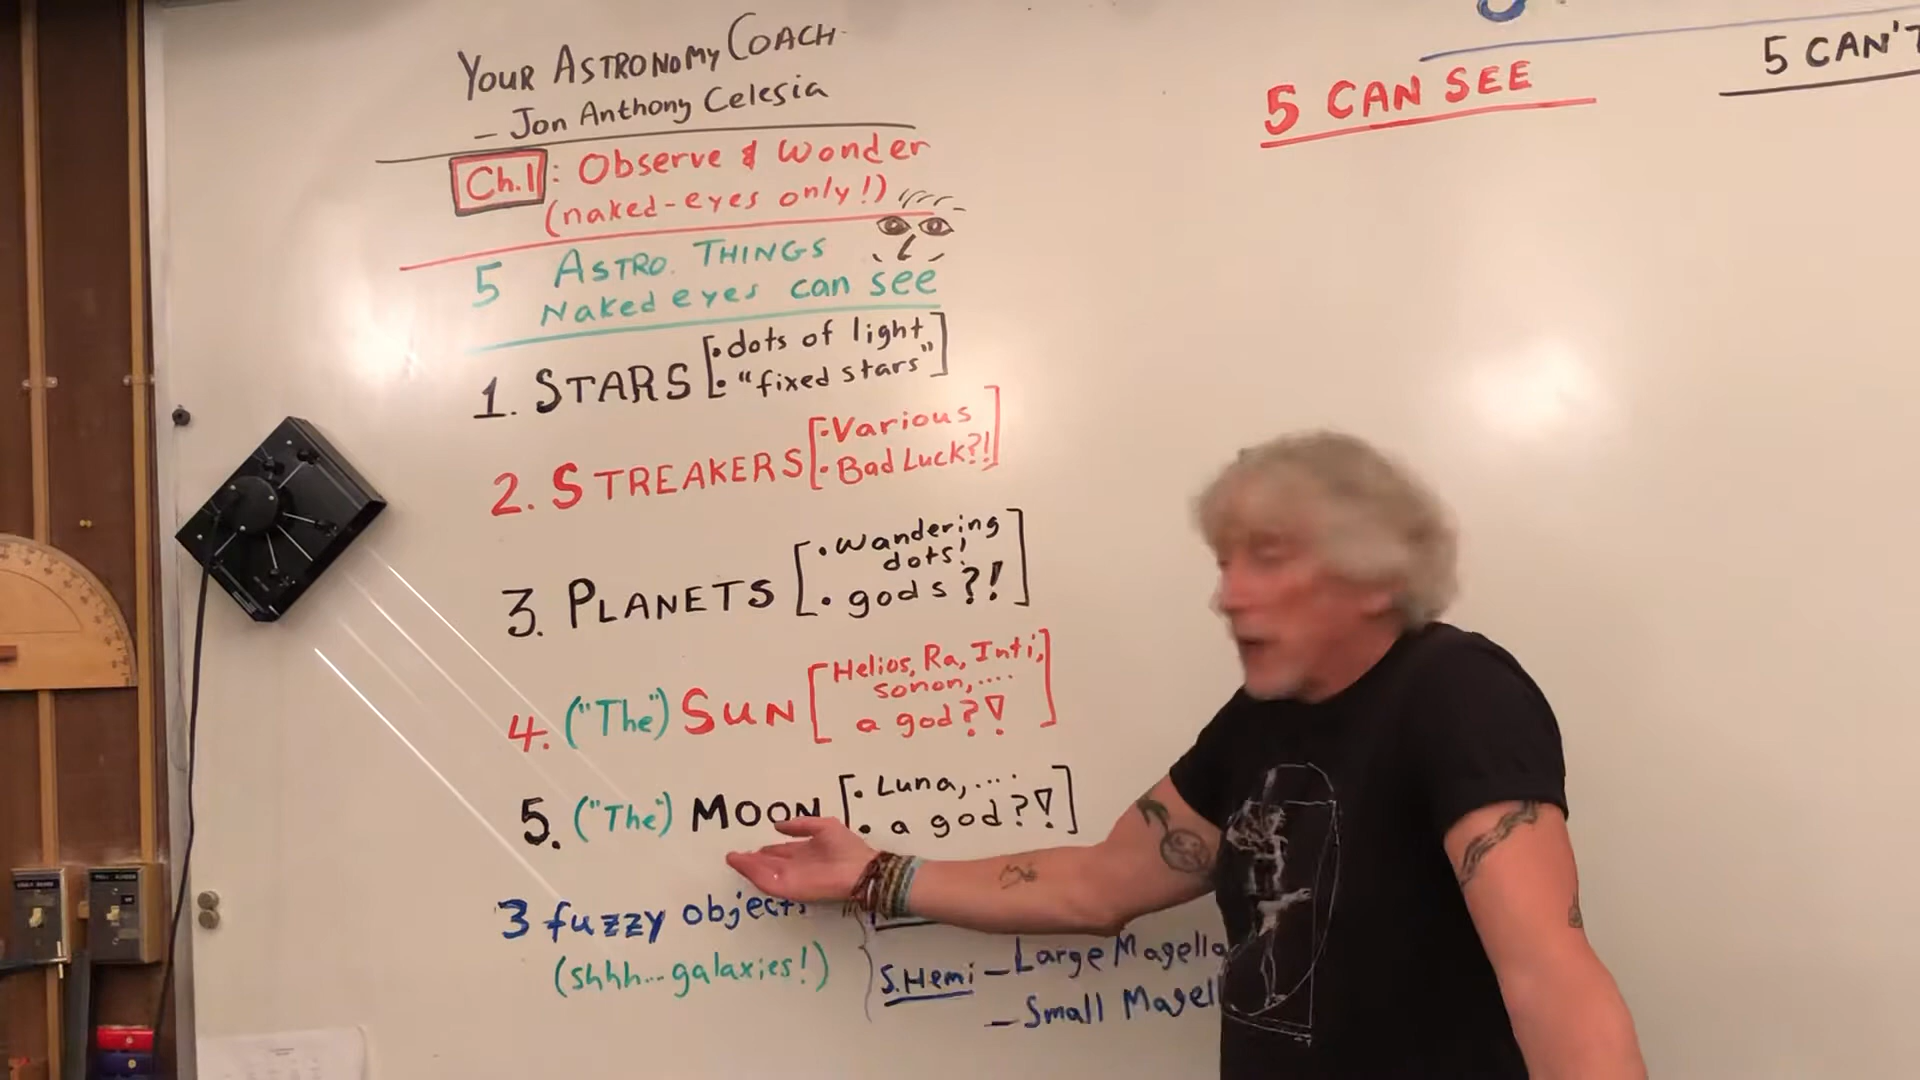 YOUR ASTRONOMY COACH
– Jon Anthony Celesia
Ch.1: Observe & Wonder
(naked-eyes only!)
5 ASTRO. THINGS
Naked eyes can see
1. STARS [• dots of light
• "fixed stars"]
2. STREAKERS [• Various
• Bad Luck?!]
3. PLANETS [• Wandering
dots!
• gods?!]
4. ("The") SUN [Helios, Ra, Inti,
Sonon,....
a god?!]
5. ("The") MOON [• Luna,...
• a god?!]
3 fuzzy objects
(shhh...galaxies!)
S.Hemi – Large Magella
– Small Magell
5 CAN SEE
5 CAN'T